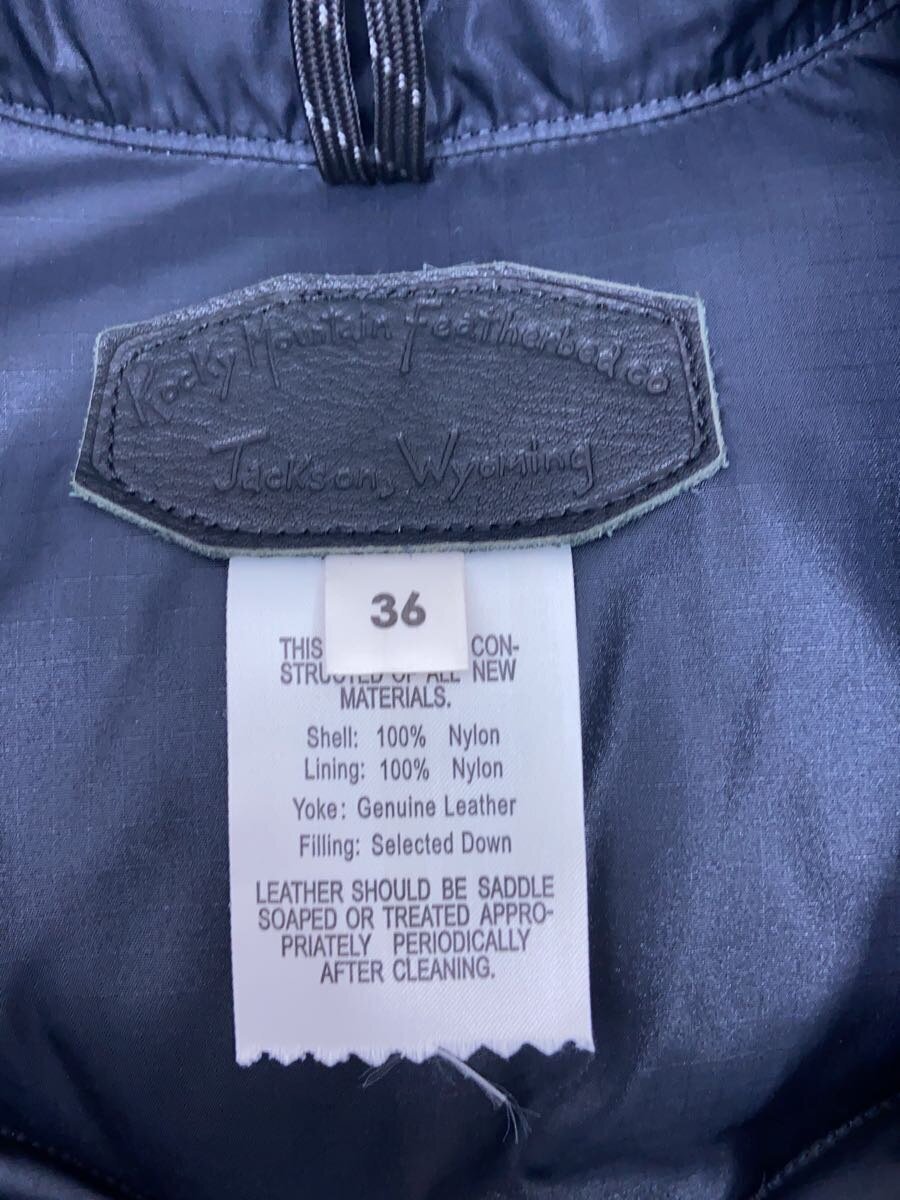 Rocky Mountain Featherbed co
Jackson, Wyoming
36
THIS CON-
STRUCTED OF ALL NEW
MATERIALS.
Shell: 100% Nylon
Lining: 100% Nylon
Yoke: Genuine Leather
Filling: Selected Down
LEATHER SHOULD BE SADDLE
SOAPED OR TREATED APPRO-
PRIATELY PERIODICALLY
AFTER CLEANING.